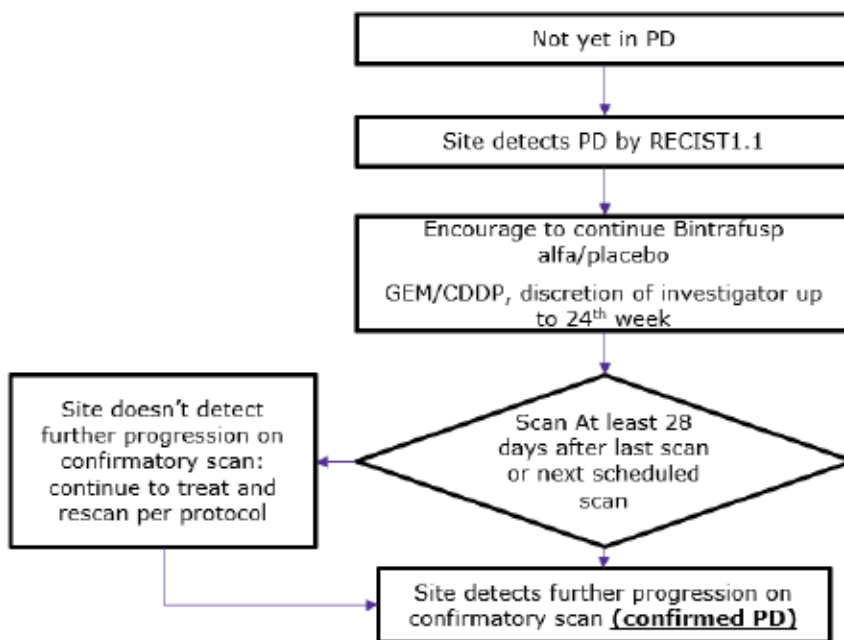 Not yet in PD
Site detects PD by RECIST1.1
Encourage to continue Bintrafusp
alfa/placebo
GEM/CDDP, discretion of investigator up
to 24th week
Scan At least 28
days after last scan
or next scheduled
scan
Site doesn't detect
further progression on
confirmatory scan:
continue to treat and
rescan per protocol
Site detects further progression on
confirmatory scan (confirmed PD)